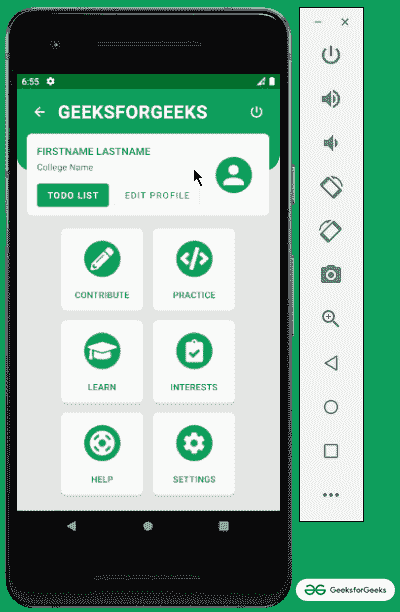 6:55
GEEKSFORGEEKS
FIRSTNAME LASTNAME
College Name
TODO LIST EDIT PROFILE
CONTRIBUTE PRACTICE
LEARN INTERESTS
HELP SETTINGS
GeeksforGeeks